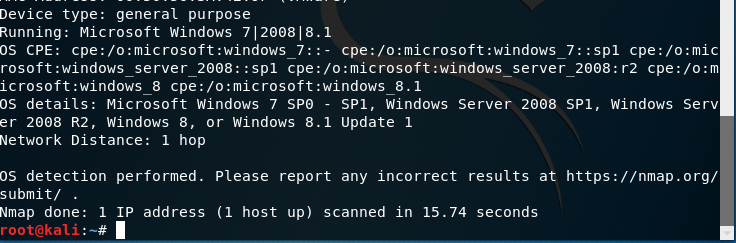 Device type: general purpose
Running: Microsoft Windows 7|2008|8.1
OS CPE: cpe:/o:microsoft:windows_7::- cpe:/o:microsoft:windows_7::sp1 cpe:/o:mic
rosoft:windows_server_2008::sp1 cpe:/o:microsoft:windows_server_2008:r2 cpe:/o:m
icrosoft:windows_8 cpe:/o:microsoft:windows_8.1
OS details: Microsoft Windows 7 SP0 - SP1, Windows Server 2008 SP1, Windows Serv
er 2008 R2, Windows 8, or Windows 8.1 Update 1
Network Distance: 1 hop
OS detection performed. Please report any incorrect results at https://nmap.org/
submit/ .
Nmap done: 1 IP address (1 host up) scanned in 15.74 seconds
root@kali:~#